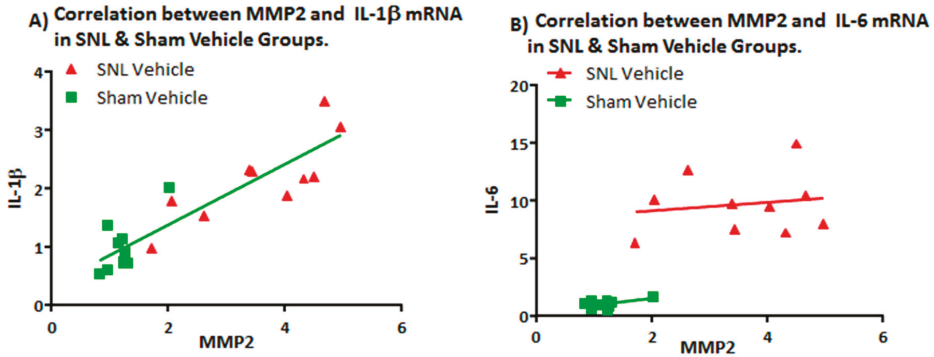 A) Correlation between MMP2 and IL-1β mRNA
in SNL & Sham Vehicle Groups.
4
3
2
1
0
IL-1β
SNL Vehicle
Sham Vehicle
0
2
4
6
MMP2
B) Correlation between MMP2 and IL-6 mRNA
in SNL & Sham Vehicle Groups.
20
15
10
5
0
IL-6
SNL Vehicle
Sham Vehicle
0
2
4
6
MMP2